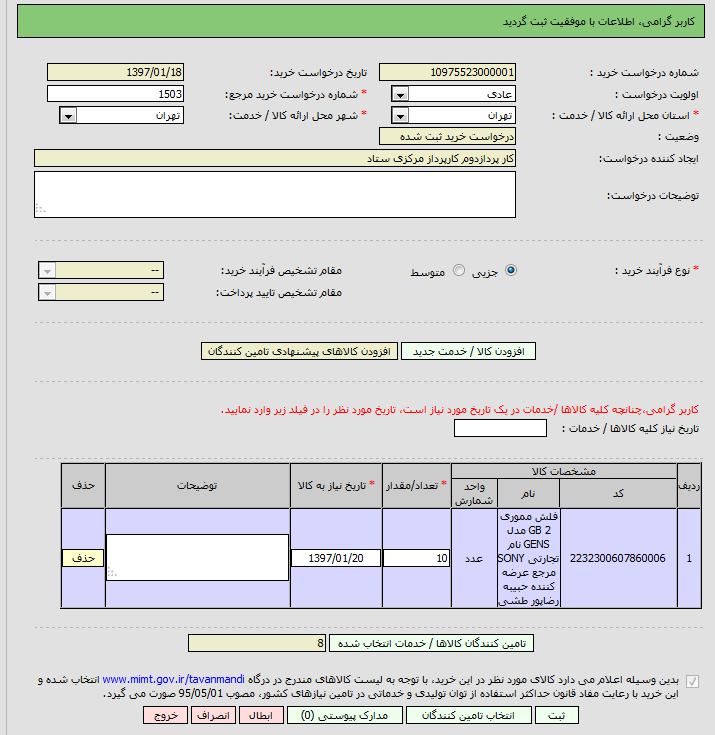 کاربر گرامی، اطلاعات با موفقیت ثبت گردید
شماره درخواست خرید : 10975523000001 تاریخ درخواست خرید: 1397/01/18
اولویت درخواست : عادی * شماره درخواست خرید مرجع: 1503
* استان محل ارائه کالا / خدمت : تهران * شهر محل ارائه کالا / خدمت: تهران
وضعیت : درخواست خرید ثبت شده
ایجاد کننده درخواست: کار پردازدوم کارپرداز مرکزی ستاد
توضیحات درخواست:
* نوع فرآیند خرید : جزیی متوسط مقام تشخیص فرآیند خرید: --
مقام تشخیص تایید پرداخت: --
افزودن کالا / خدمت جدید افزودن کالاهای پیشنهادی تامین کنندگان
کاربر گرامی،چنانچه کلیه کالاها /خدمات در یک تاریخ مورد نیاز است، تاریخ مورد نظر را در فیلد زیر وارد نمایید.
تاریخ نیاز کلیه کالاها / خدمات :
ردیف مشخصات کالا * تعداد/مقدار * تاریخ نیاز به کالا توضیحات حذف
کد نام واحد شمارش
1 2232300607860006 فلش مموری
2 GB مدل
GENS نام
تجارتی SONY
مرجع عرضه
کننده حبیبه
رضاپور طشی
عدد 10 1397/01/20 حذف
تامین کنندگان کالاها / خدمات انتخاب شده 8
بدین وسیله اعلام می دارد کالای مورد نظر در این خرید، با توجه به لیست کالاهای مندرج در درگاه www.mimt.gov.ir/tavanmandi انتخاب شده و
این خرید با رعایت مفاد قانون حداکثر استفاده از توان تولیدی و خدماتی در تامین نیازهای کشور، مصوب 95/05/01 صورت می گیرد.
ثبت انتخاب تامین کنندگان مدارک پیوستی (0) ابطال انصراف خروج